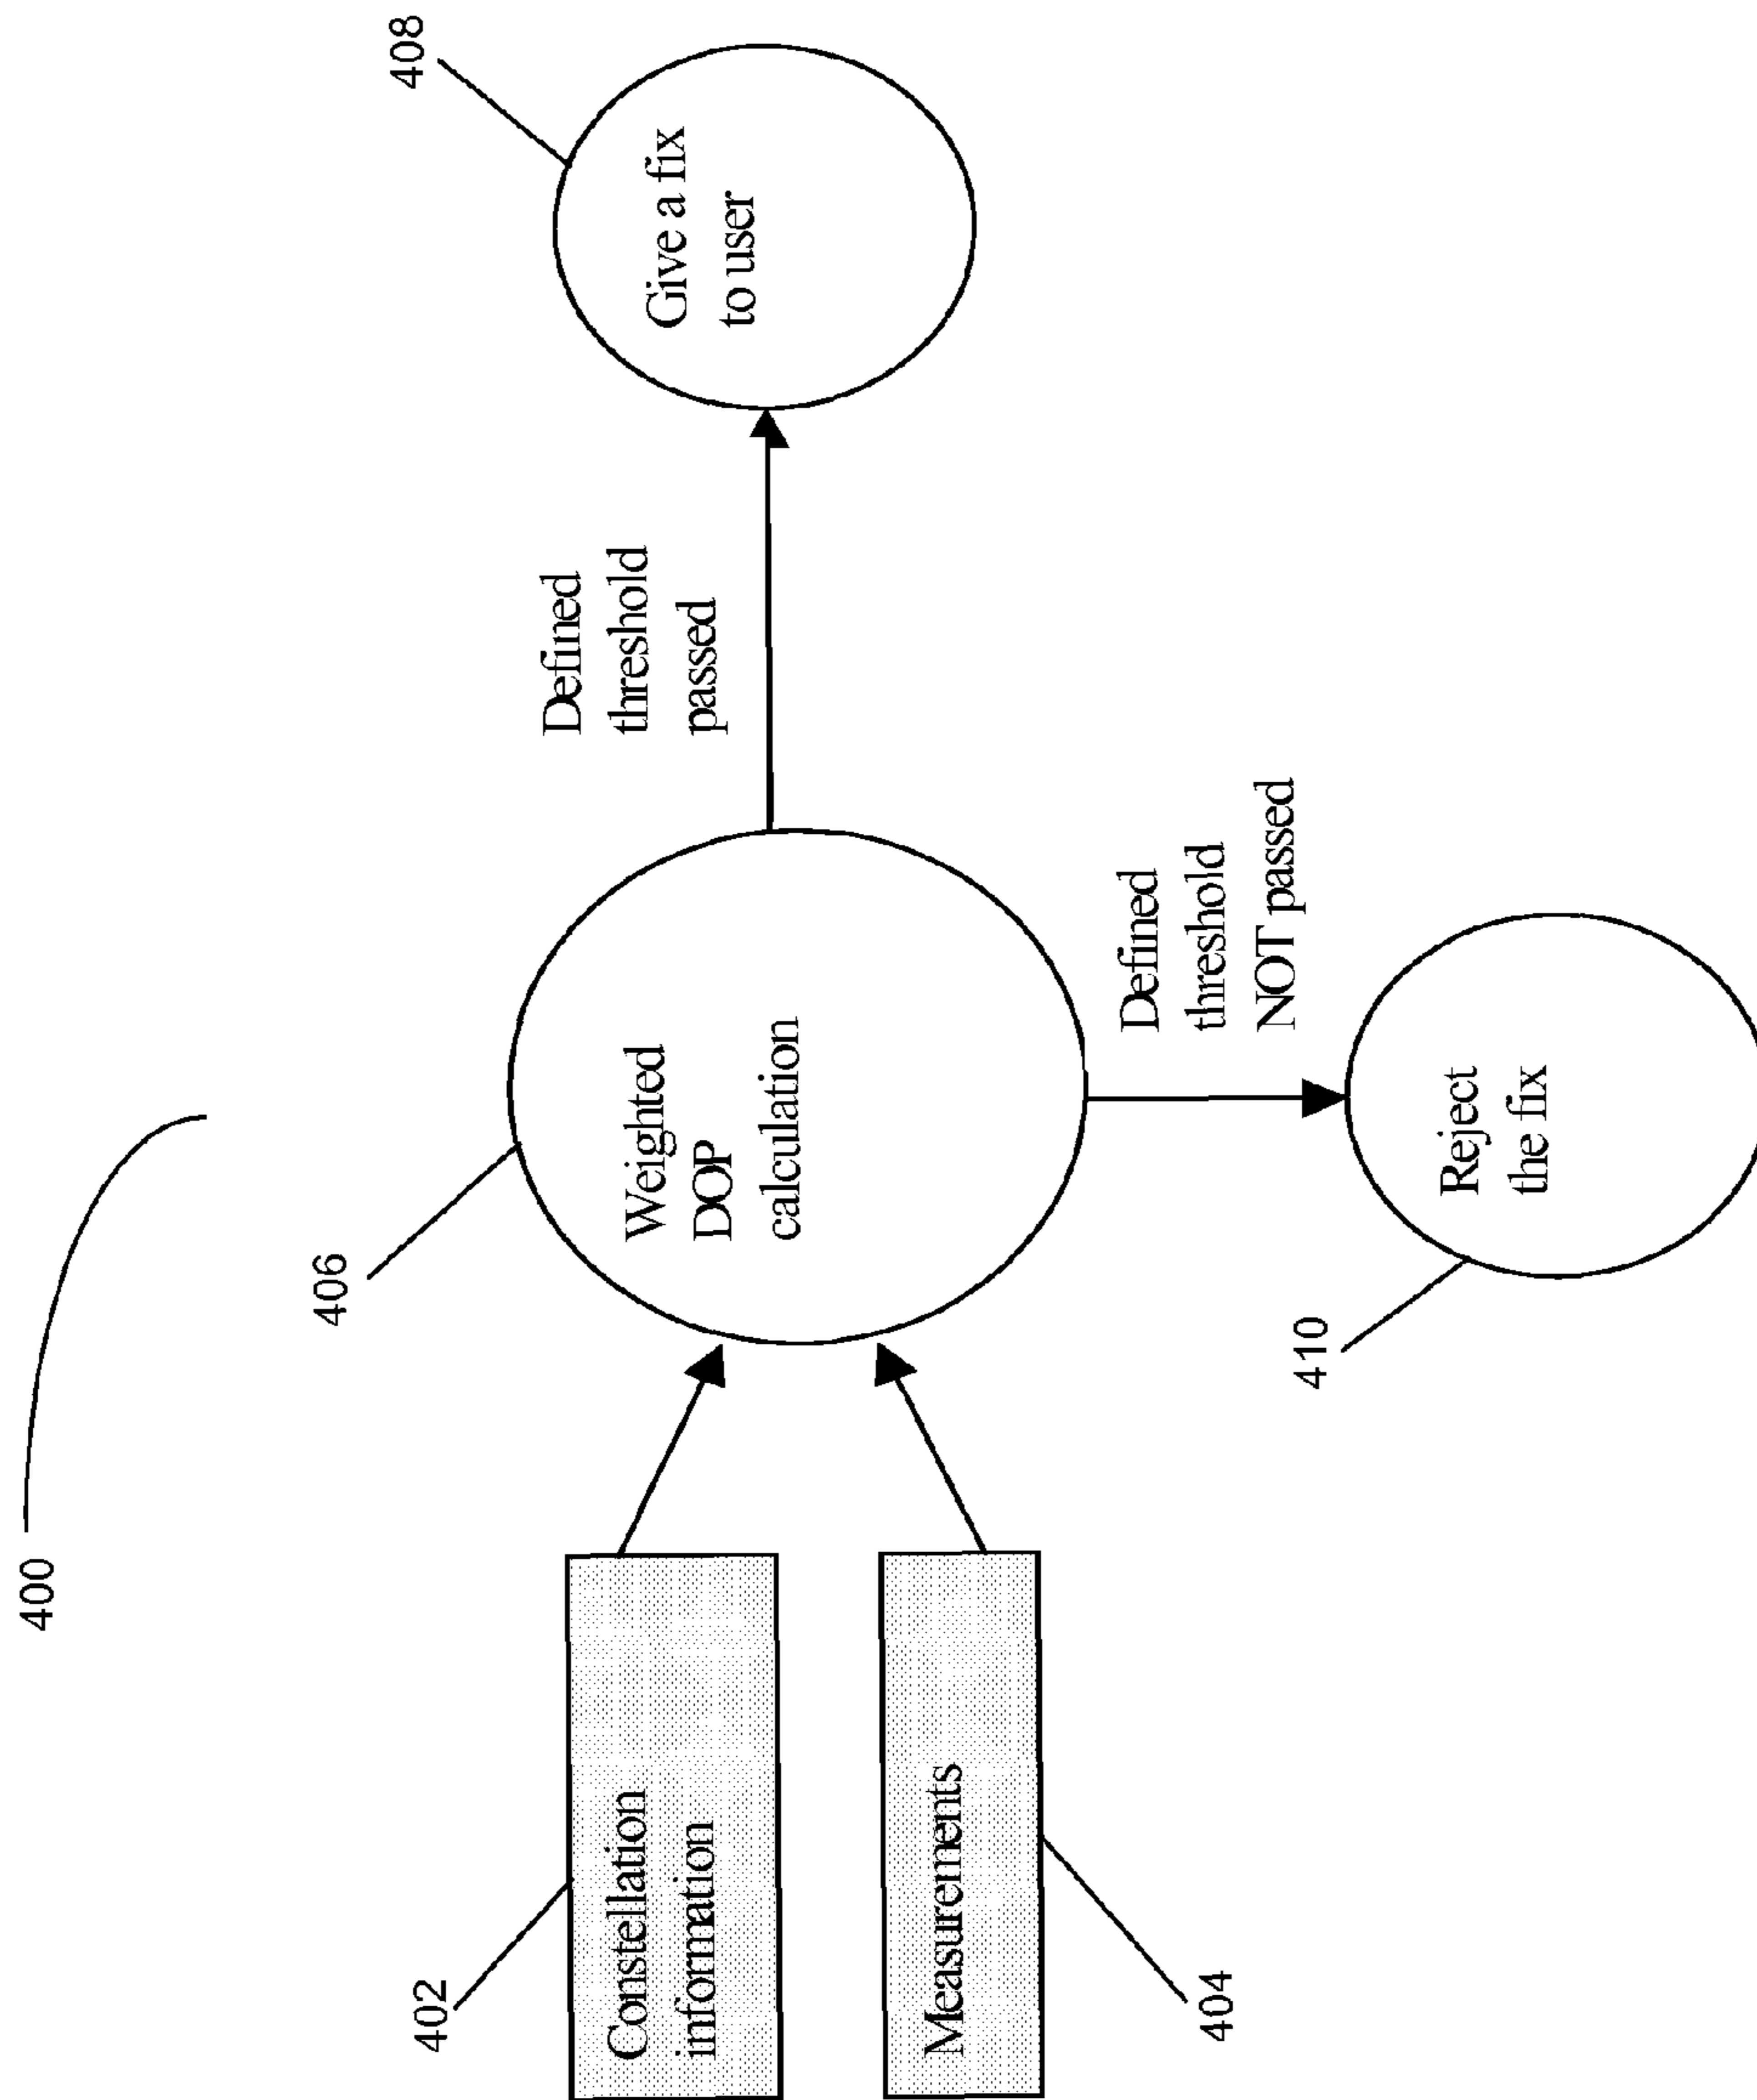 400
402
Constellation
information
Measurements
404
406
Weighted
DOP
calculation
Defined
threshold
passed
408
Give a fix
to user
Defined
threshold
NOT passed
410
Reject
the fix